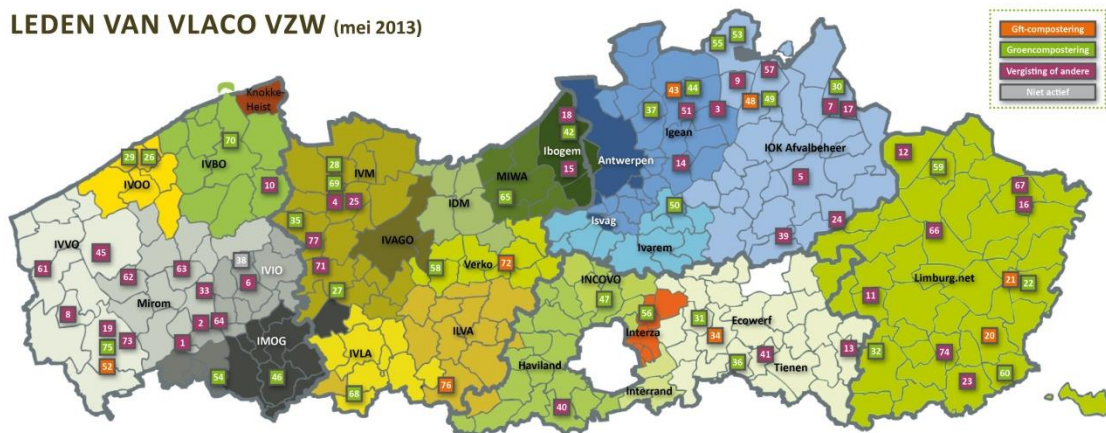 LEDEN VAN VLACO VZW (mei 2013)
Gft-compostering
Groencompostering
Vergisting of andere
Niet actief
53
55
57
9
30
43
44
48
49
7
17
37
51
3
Knokke-
Heist
18
Igean
IOK Afvalbeheer
70
42
Ibogem
12
29
26
IVBO
28
IVM
Antwerpen
14
59
IVOO
69
MIWA
15
5
67
10
4
25
65
16
IDM
50
35
Isvag
24
66
IVVO
45
77
IVAGO
39
Ivarem
61
63
38
IVIO
71
58
Verko
72
INCOVO
Limburg.net
62
6
21
22
Mirom
33
27
47
11
8
56
31
Ecowerf
19
2
64
ILVA
Interza
34
20
75
73
1
IMOG
IVLA
Haviland
36
41
13
32
74
52
Tienen
54
46
76
Interrand
23
60
68
40